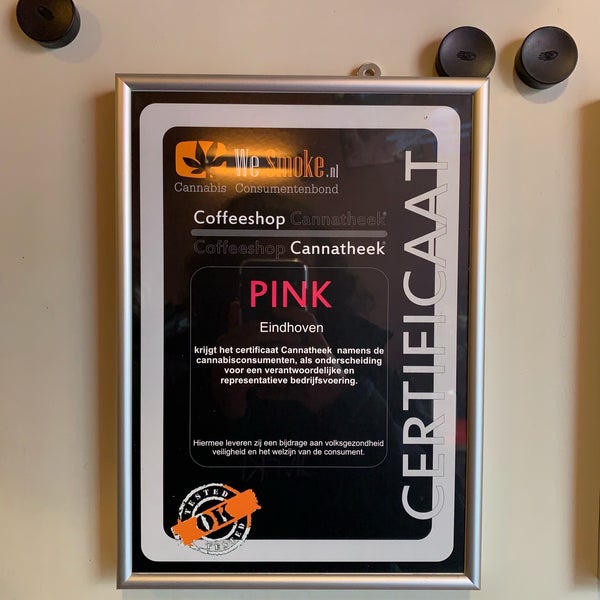 We Smoke.nl
Cannabis Consumentenbond
Coffeeshop Cannatheek®
Coffeeshop Cannatheek®
PINK
Eindhoven
krijgt het certificaat Cannatheek namens de
cannabisconsumenten, als onderscheiding
voor een verantwoordelijke en
representatieve bedrijfsvoering.
Hiermee leveren zij een bijdrage aan volksgezondheid
veiligheid en het welzijn van de consument.
CERTIFICAAT
TESTED
OK
TESTED